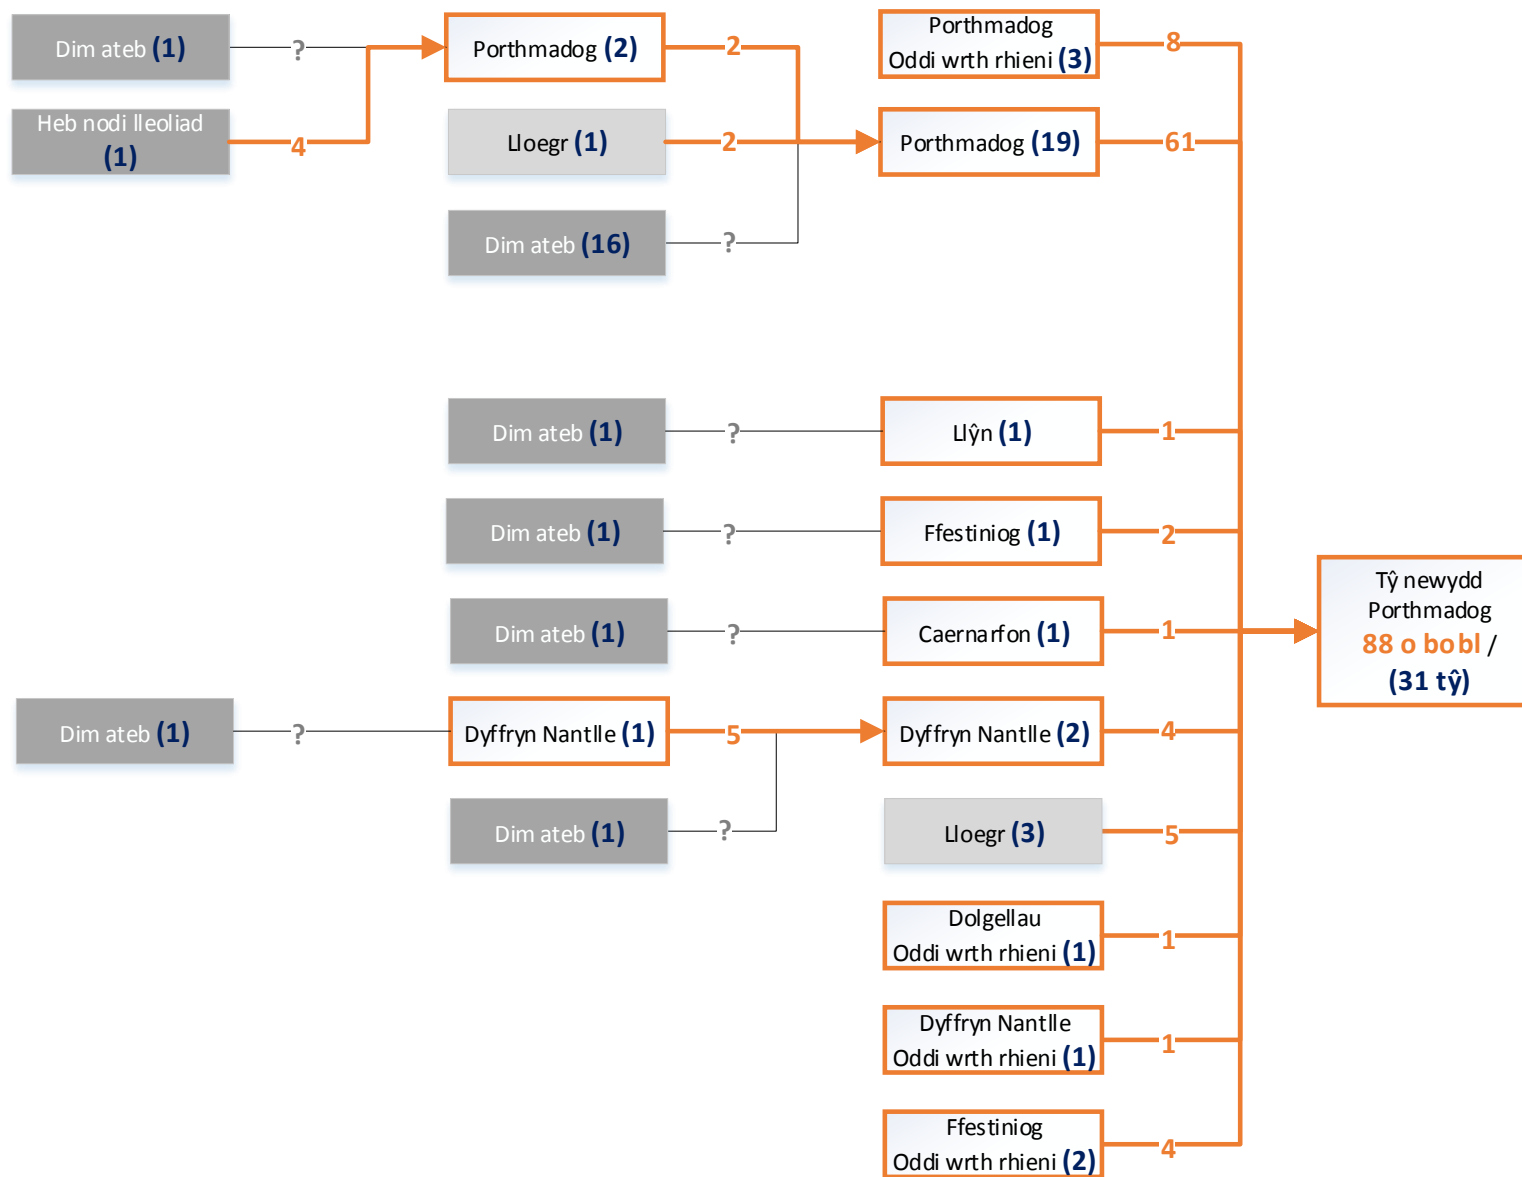 Dim ateb (1)
?
Porthmadog (2)
2
Porthmadog
Oddi wrth rhieni (3)
8
Heb nodi lleoliad
(1)
4
Lloegr (1)
2
Porthmadog (19)
61
Dim ateb (16)
?
Dim ateb (1)
?
Llŷn (1)
1
Dim ateb (1)
?
Ffestiniog (1)
2
Dim ateb (1)
?
Caernarfon (1)
1
Tŷ newydd
Porthmadog
88 o bobl /
(31 tŷ)
Dim ateb (1)
?
Dyffryn Nantlle (1)
5
Dyffryn Nantlle (2)
4
Dim ateb (1)
?
Lloegr (3)
5
Dolgellau
Oddi wrth rhieni (1)
1
Dyffryn Nantlle
Oddi wrth rhieni (1)
1
Ffestiniog
Oddi wrth rhieni (2)
4